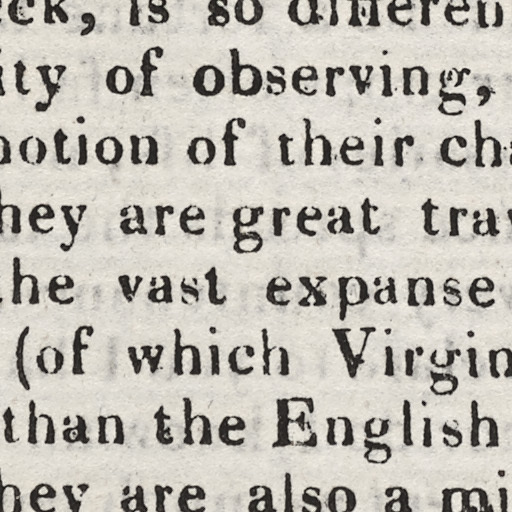 eck, is so differen
ity of observing,
notion of their cha
hey are great trav
the vast expanse
(of which Virgin
than the English
hey are also a mi